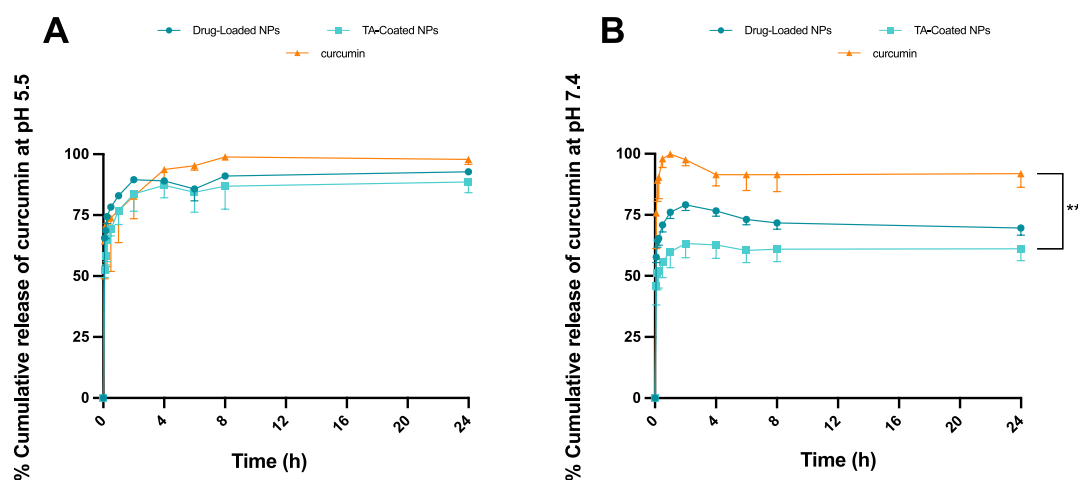 A
Drug-Loaded NPs
TA-Coated NPs
curcumin
% Cumulative release of curcumin at pH 5.5
100
75
50
25
0
0 4 8 12 16 20 24
Time (h)
B
Drug-Loaded NPs
TA-Coated NPs
curcumin
% Cumulative release of curcumin at pH 7.4
100
75
50
25
0
0 4 8 12 16 20 24
Time (h)
**